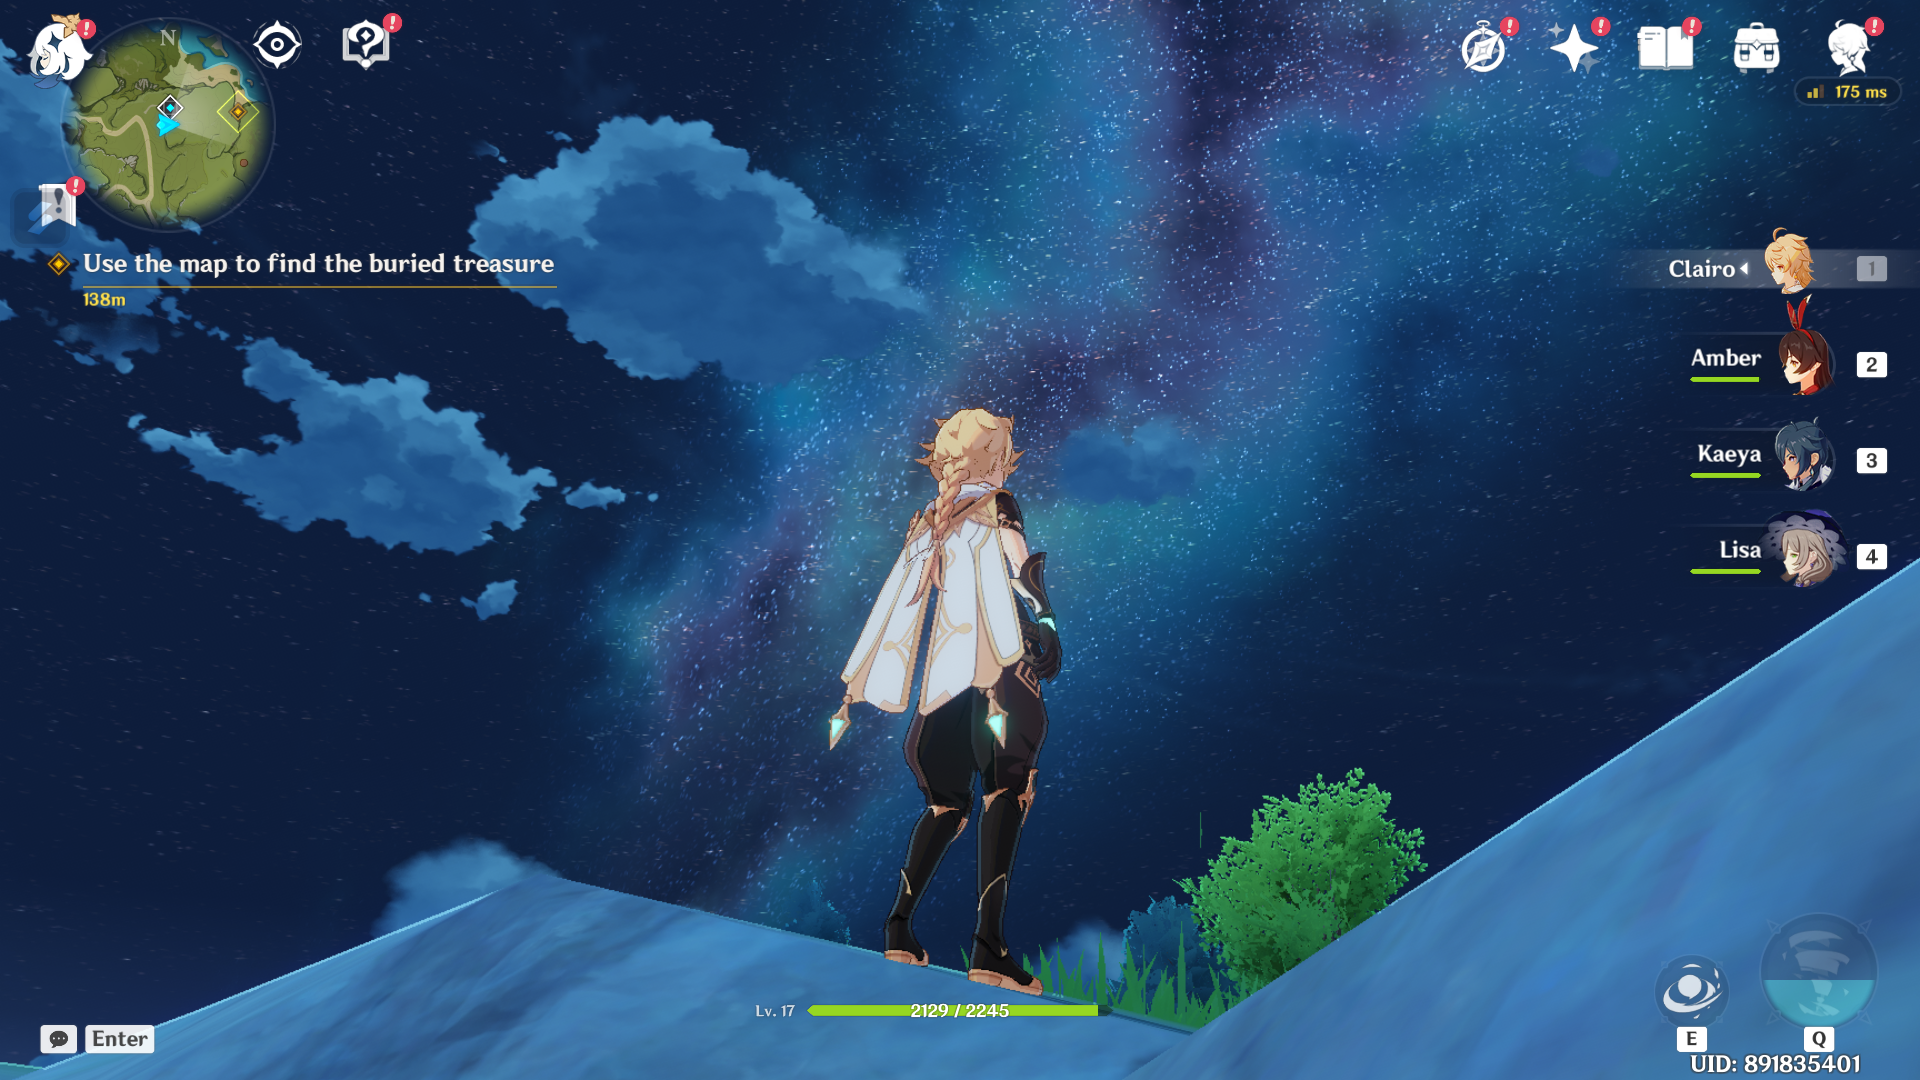 N
175 ms
Use the map to find the buried treasure
138m
Clairo 1
Amber 2
Kaeya 3
Lisa 4
Lv. 17 2129 / 2245
Enter
E Q
UID: 891835401